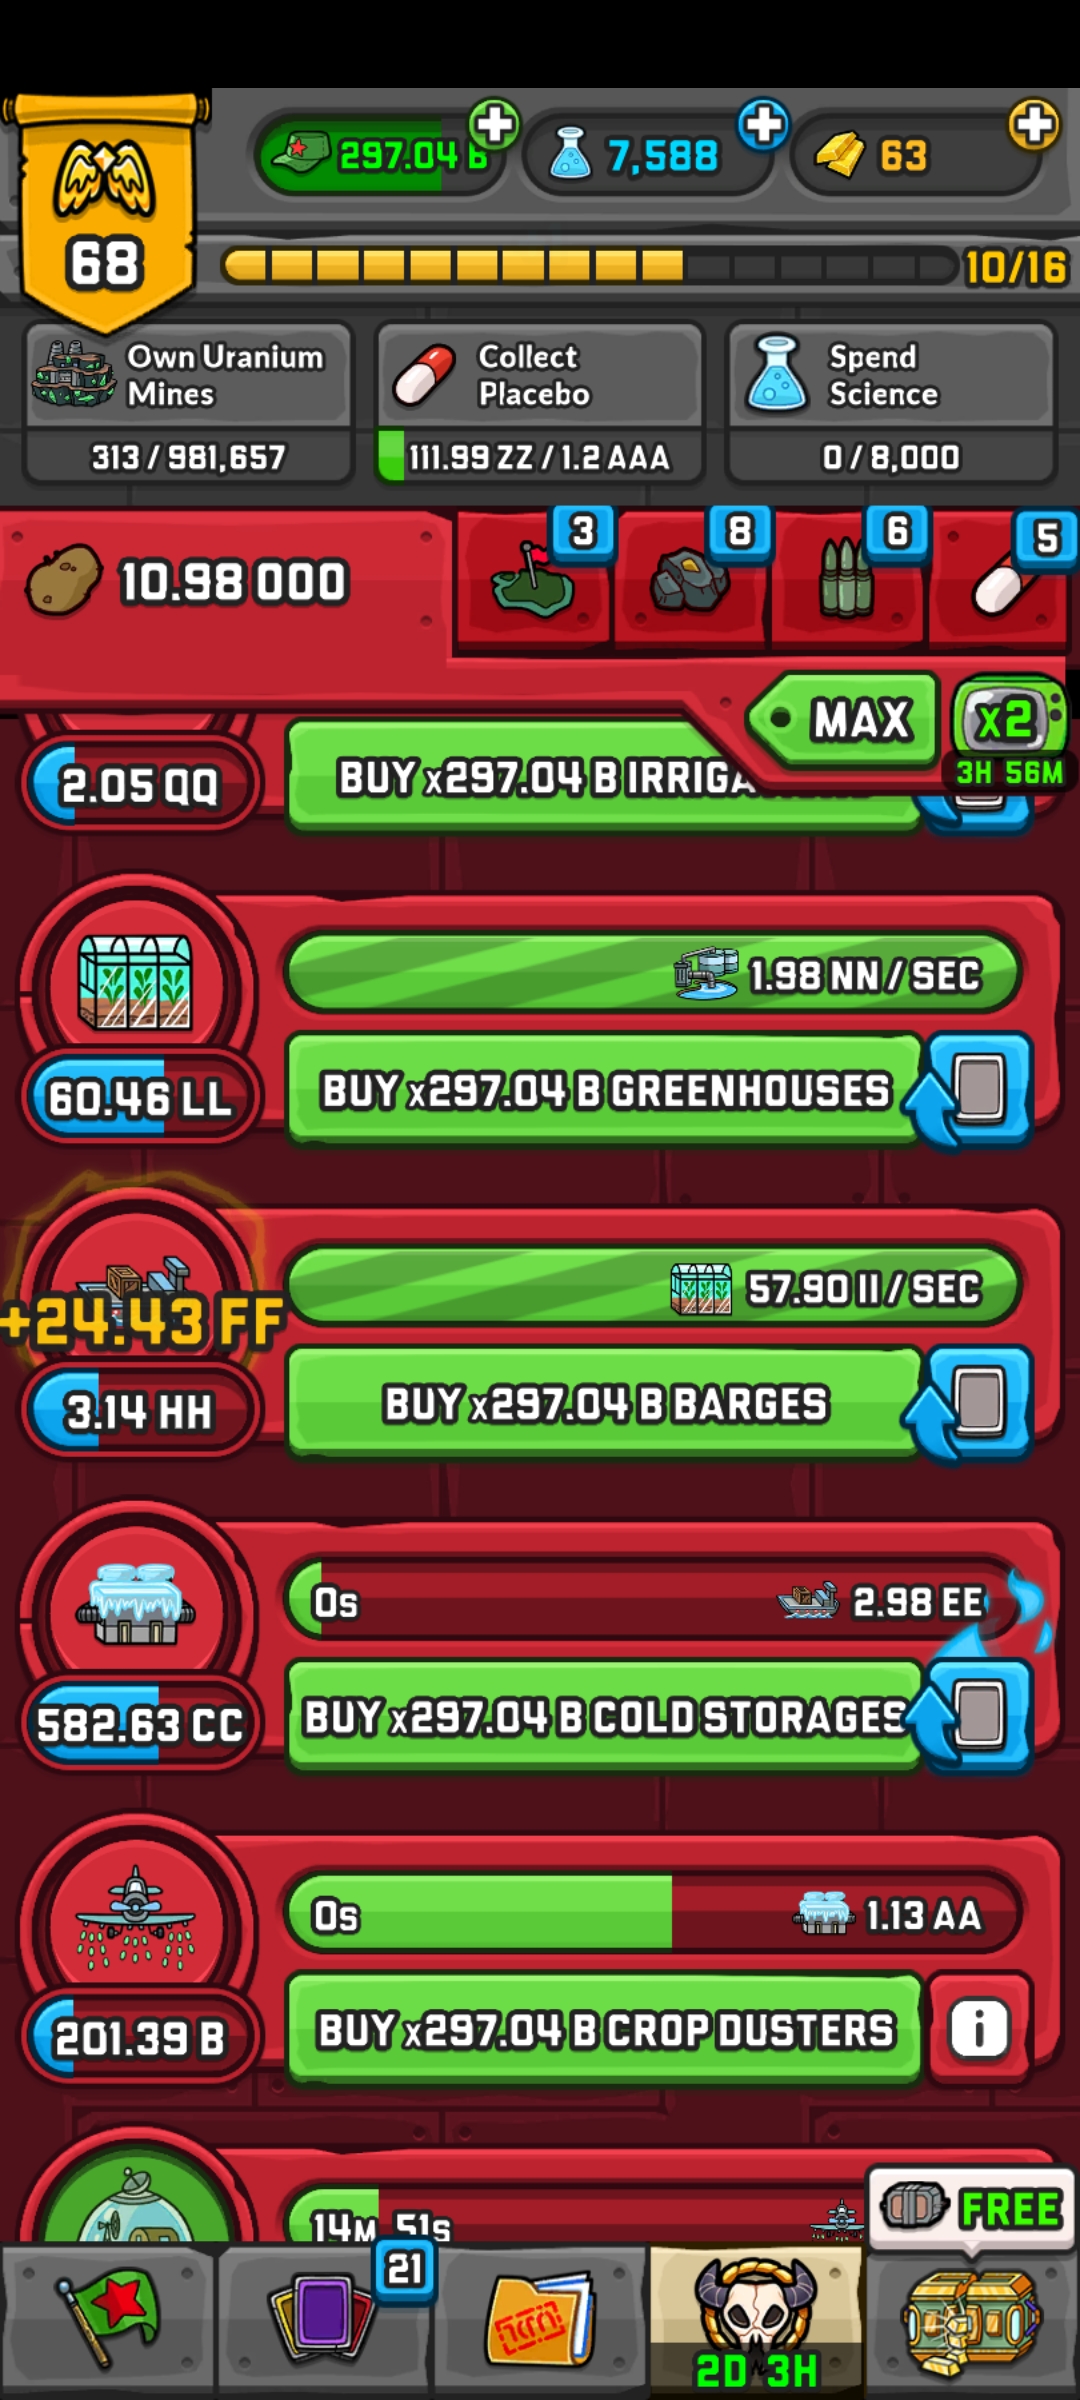 297.04 B
7,588
63
68
10/16
Own Uranium
Mines
313 / 981,657
Collect
Placebo
111.99 ZZ / 1.2 AAA
Spend
Science
0 / 8,000
10.98 OOO
3
8
6
5
MAX
x2
3H 56M
2.05 QQ
BUY x297.04 B IRRIGA
1.98 NN / SEC
60.46 LL
BUY x297.04 B GREENHOUSES
57.90 II / SEC
+24.43 FF
3.14 HH
BUY x297.04 B BARGES
0s
2.98 EE
582.63 CC
BUY x297.04 B COLD STORAGES
0s
1.13 AA
201.39 B
BUY x297.04 B CROP DUSTERS
i
14M 51s
FREE
21
2D 3H